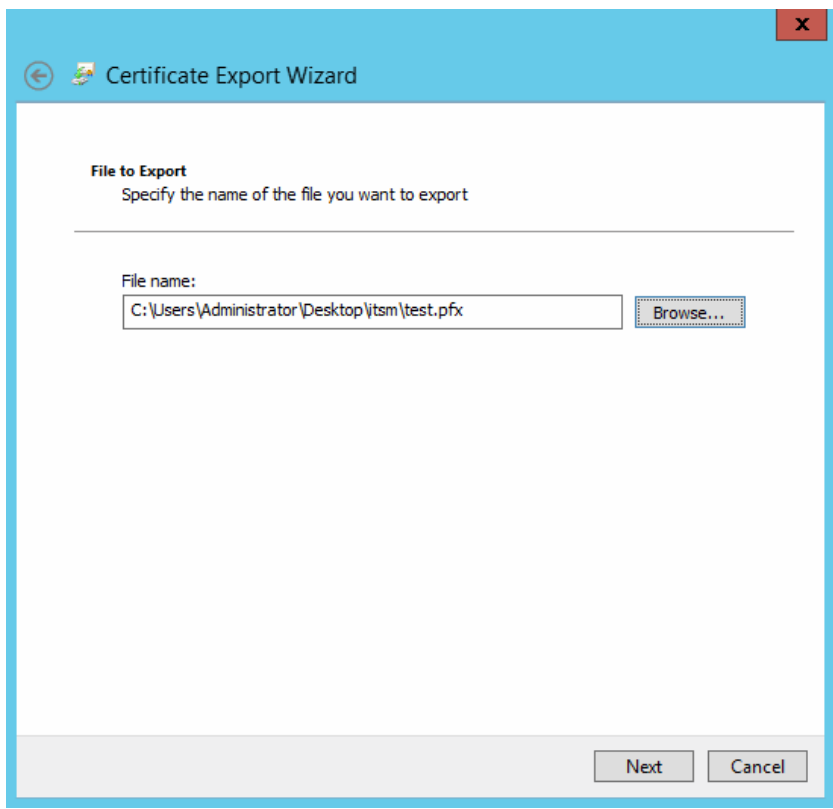 x
Certificate Export Wizard
File to Export
Specify the name of the file you want to export
File name:
C:\Users\Administrator\Desktop\itsm\test.pfx
Browse...
Next Cancel